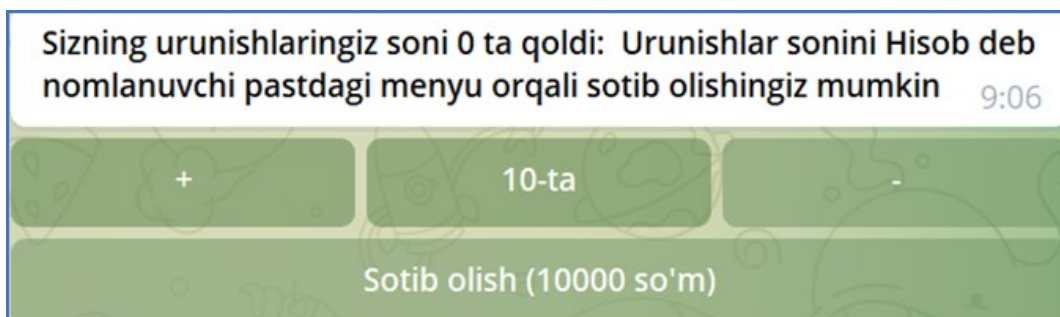 Sizning urunishlaringiz soni 0 ta qoldi: Urunishlar sonini Hisob deb
nomlanuvchi pastdagi menyu orqali sotib olishingiz mumkin 9:06
+ 10-ta -
Sotib olish (10000 so'm)